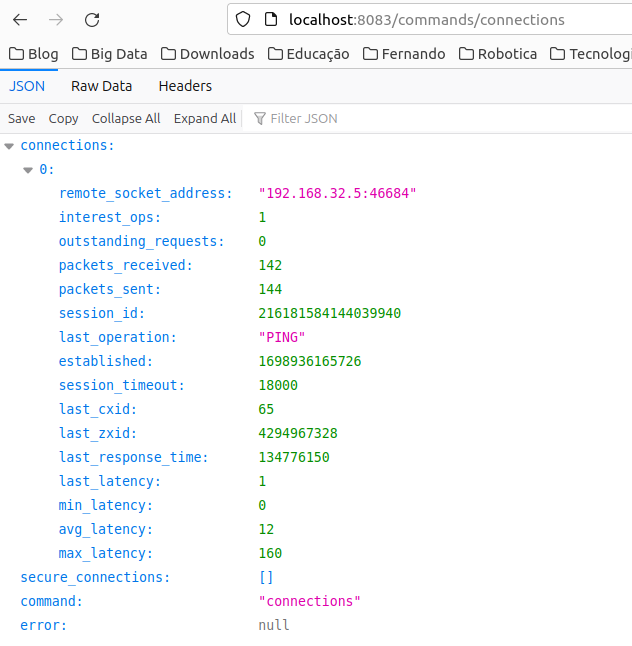 localhost:8083/commands/connections
Blog Big Data Downloads Educação Fernando Robotica Tecnologi
JSON Raw Data Headers
Save Copy Collapse All Expand All Filter JSON
connections:
0:
remote_socket_address: "192.168.32.5:46684"
interest_ops: 1
outstanding_requests: 0
packets_received: 142
packets_sent: 144
session_id: 216181584144039940
last_operation: "PING"
established: 1698936165726
session_timeout: 18000
last_cxid: 65
last_zxid: 4294967328
last_response_time: 134776150
last_latency: 1
min_latency: 0
avg_latency: 12
max_latency: 160
secure_connections: []
command: "connections"
error: null